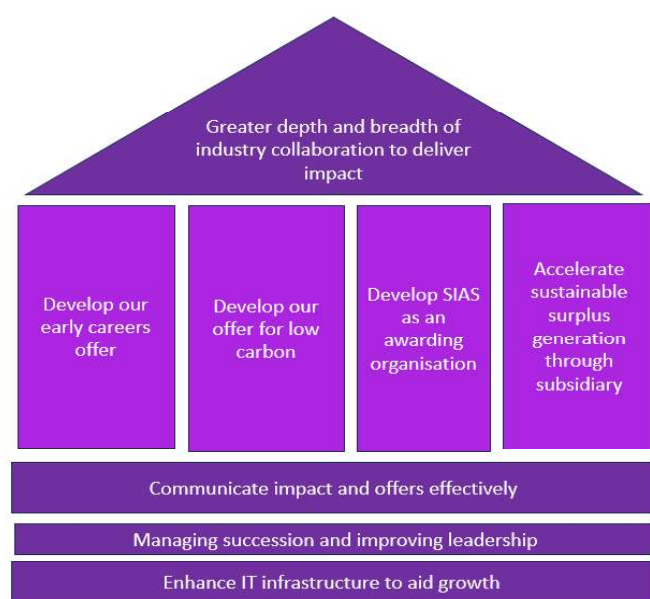 Greater depth and breadth of
industry collaboration to deliver
impact
Develop our
early careers
offer
Develop our
offer for low
carbon
Develop SIAS
as an
awarding
organisation
Accelerate
sustainable
surplus
generation
through
subsidiary
Communicate impact and offers effectively
Managing succession and improving leadership
Enhance IT infrastructure to aid growth